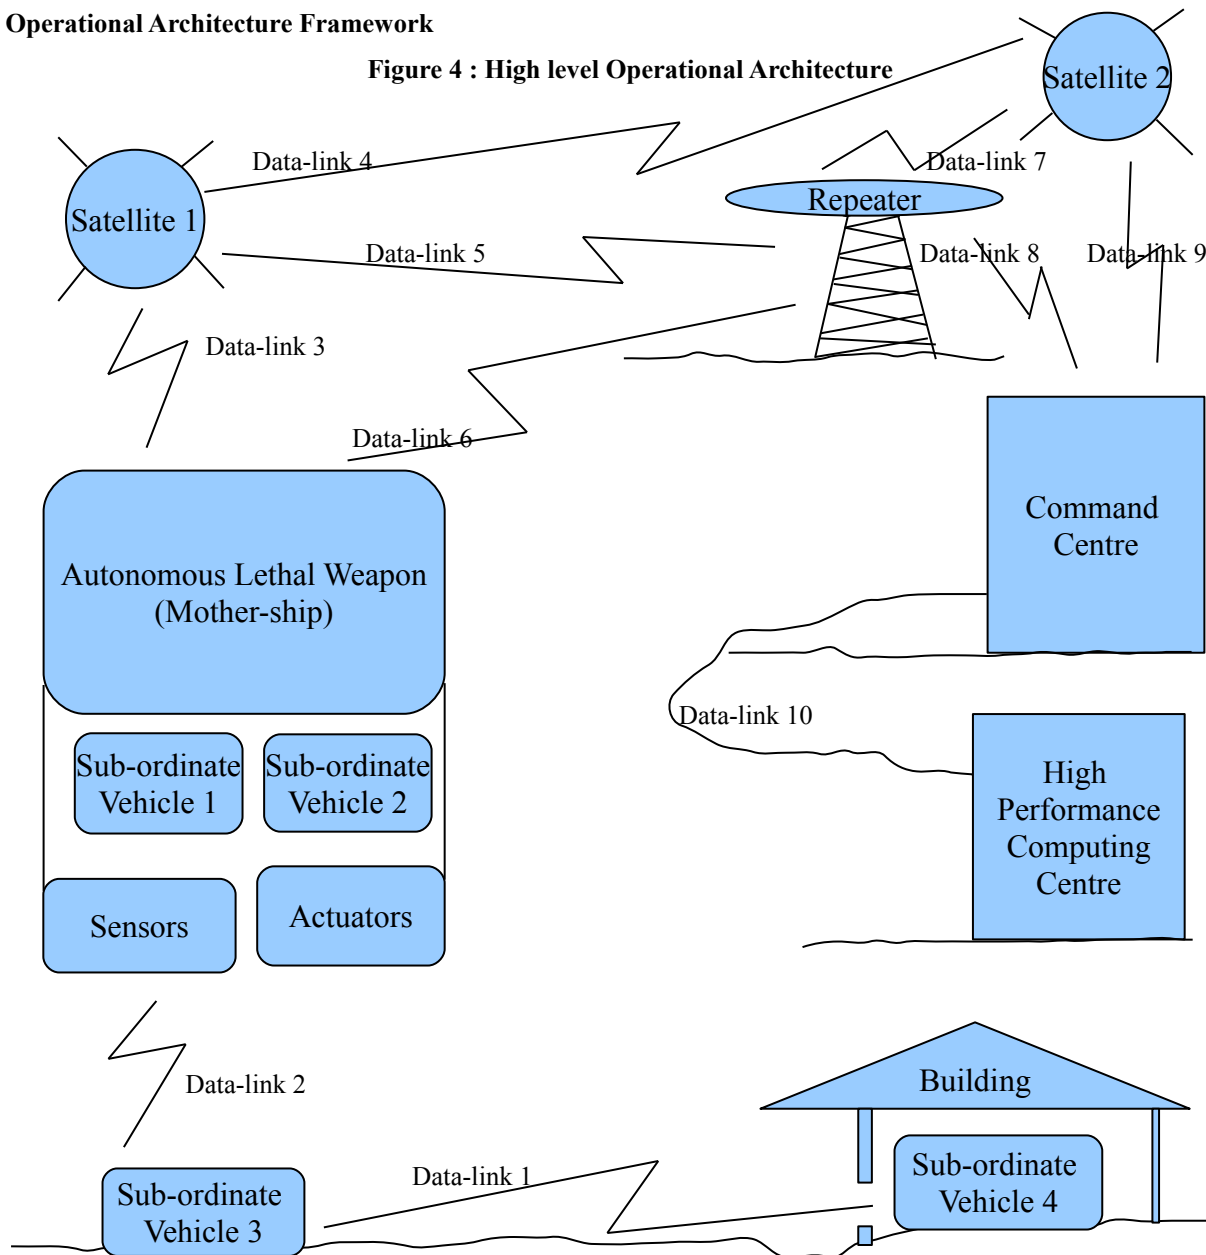 Operational Architecture Framework
Figure 4 : High level Operational Architecture
Satellite 2
Data-link 4
Data-link 7
Satellite 1
Repeater
Data-link 5
Data-link 8
Data-link 9
Data-link 3
Data-link 6
Command
Centre
Autonomous Lethal Weapon
(Mother-ship)
Data-link 10
Sub-ordinate
Vehicle 1
Sub-ordinate
Vehicle 2
High
Performance
Computing
Centre
Sensors
Actuators
Data-link 2
Building
Data-link 1
Sub-ordinate
Vehicle 4
Sub-ordinate
Vehicle 3